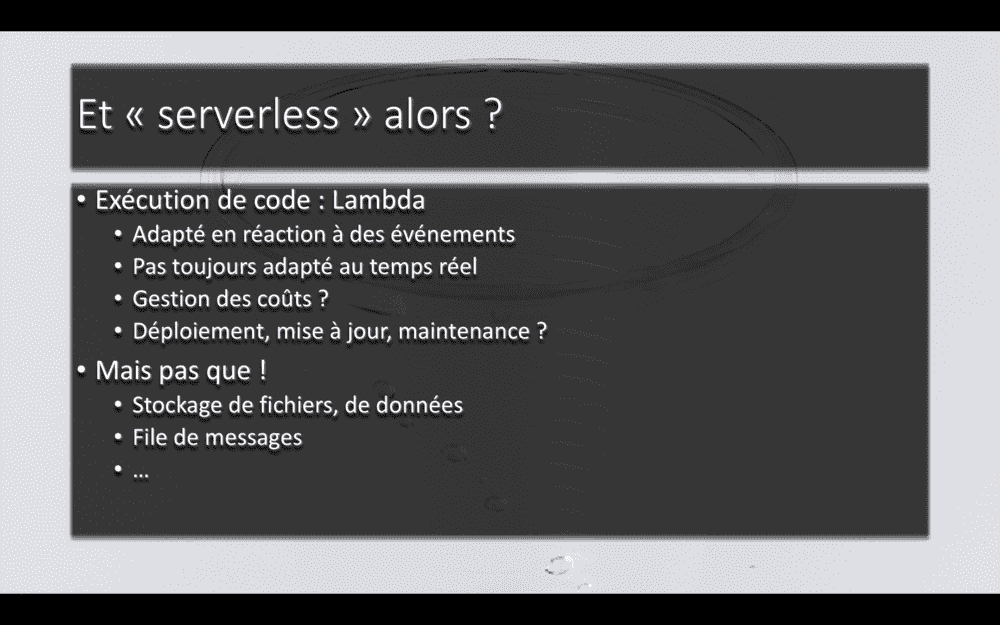 Et « serverless » alors ?
• Exécution de code : Lambda
• Adapté en réaction à des événements
• Pas toujours adapté au temps réel
• Gestion des coûts ?
• Déploiement, mise à jour, maintenance ?
• Mais pas que !
• Stockage de fichiers, de données
• File de messages
• ...